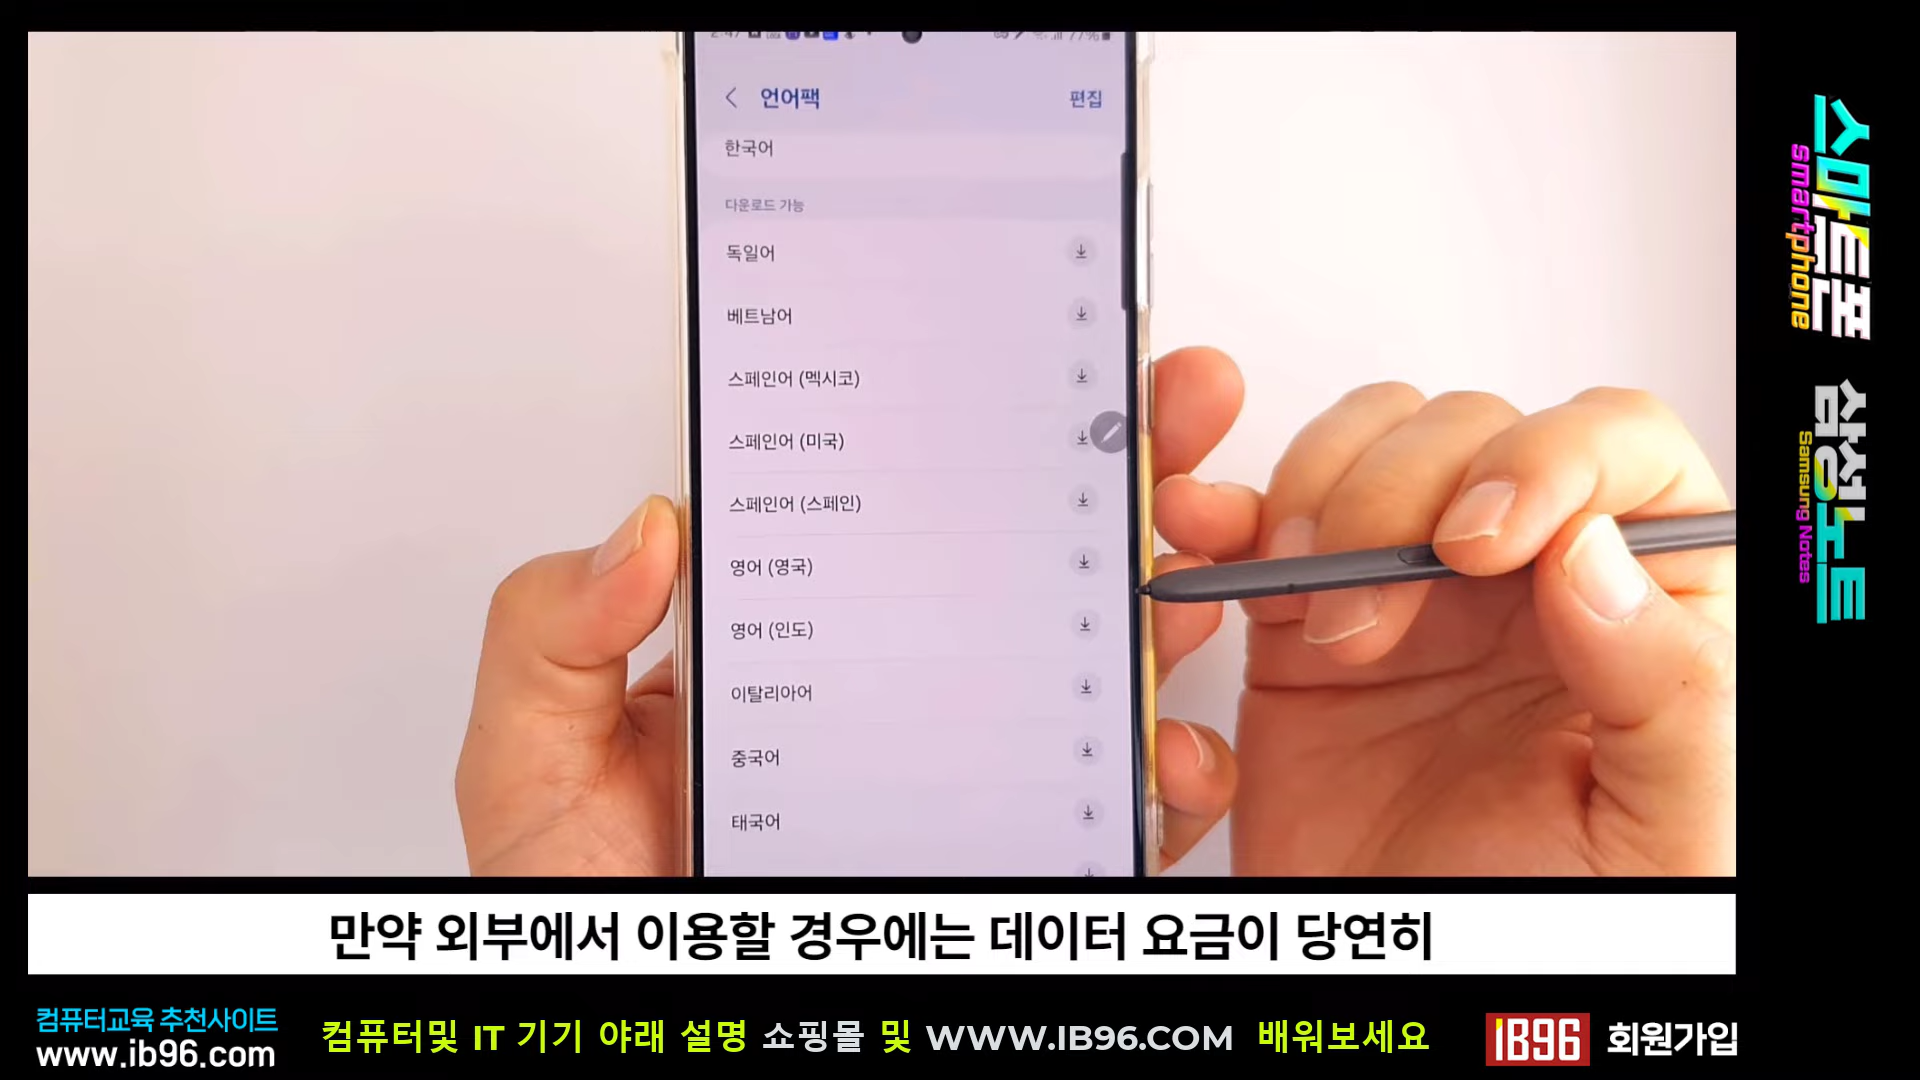 언어팩
편집
한국어
다운로드 가능
독일어
베트남어
스페인어 (멕시코)
스페인어 (미국)
스페인어 (스페인)
영어 (영국)
영어 (인도)
이탈리아어
중국어
태국어
스마트폰
smartphone
삼성노트
Samsung Notes
만약 외부에서 이용할 경우에는 데이터 요금이 당연히
컴퓨터교육 추천사이트
www.ib96.com
컴퓨터및 IT 기기 야래 설명 쇼핑몰 및 WWW.IB96.COM 배워보세요
IB96 회원가입